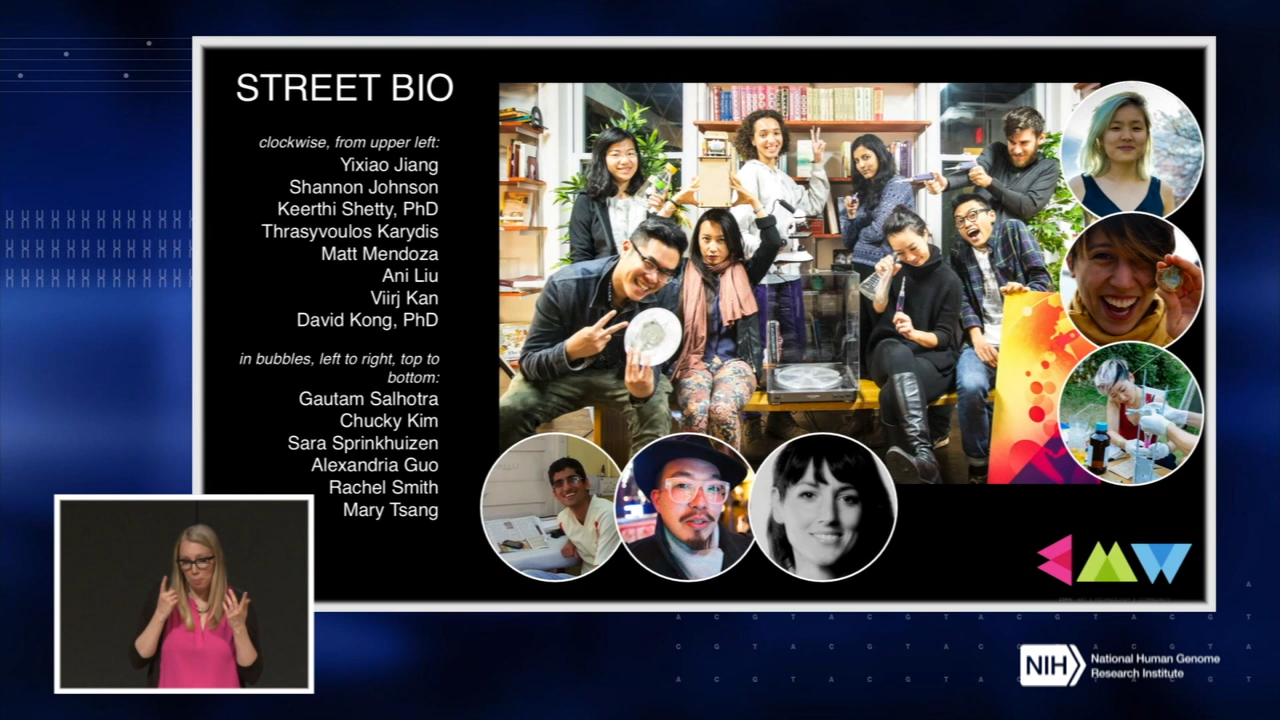 STREET BIO
clockwise, from upper left:
Yixiao Jiang
Shannon Johnson
Keerthi Shetty, PhD
Thrasyvoulos Karydis
Matt Mendoza
Ani Liu
Viirj Kan
David Kong, PhD
in bubbles, left to right, top to
bottom:
Gautam Salhotra
Chucky Kim
Sara Sprinkhuizen
Alexandria Guo
Rachel Smith
Mary Tsang
EMW
NIH
National Human Genome
Research Institute
A
A C G T A C G T A C G T
C G T A C G T A C G T A
A C G T A C G T